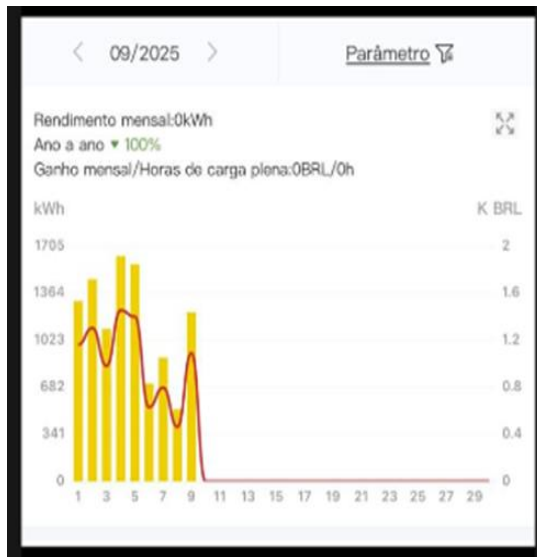 09/2025
Parâmetro
Rendimento mensal:0kWh
Ano a ano ▼ 100%
Ganho mensal/Horas de carga plena:0BRL/0h
kWh K BRL
1705 2
1364 1.6
1023 1.2
682 0.8
341 0.4
0 0
1 3 5 7 9 11 13 15 17 19 21 23 25 27 29